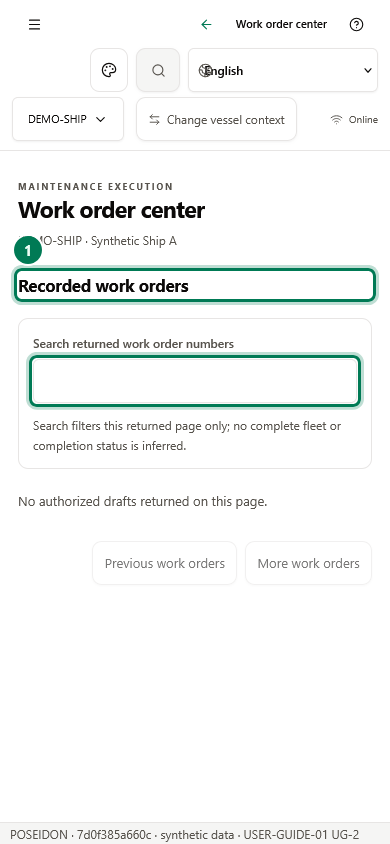 Work order center
English
DEMO-SHIP
Change vessel context
Online
MAINTENANCE EXECUTION
Work order center
O-SHIP · Synthetic Ship A
1
Recorded work orders
Search returned work order numbers
Search filters this returned page only; no complete fleet or
completion status is inferred.
No authorized drafts returned on this page.
Previous work orders
More work orders
POSEIDON · 7d0f385a660c · synthetic data · USER-GUIDE-01 UG-2